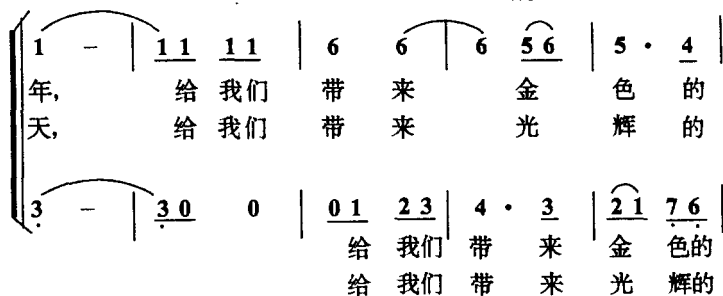 1 - | 1 1 1 1 | 6 6 | 6 5 6 | 5 · 4 |
年, 给 我们 带 来 金 色 的
天, 给 我们 带 来 光 辉 的
3 - | 3 0 0 | 0 1 2 3 | 4 · 3 | 2 1 7 6 |
给 我们 带 来 金 色的
给 我们 带 来 光 辉的